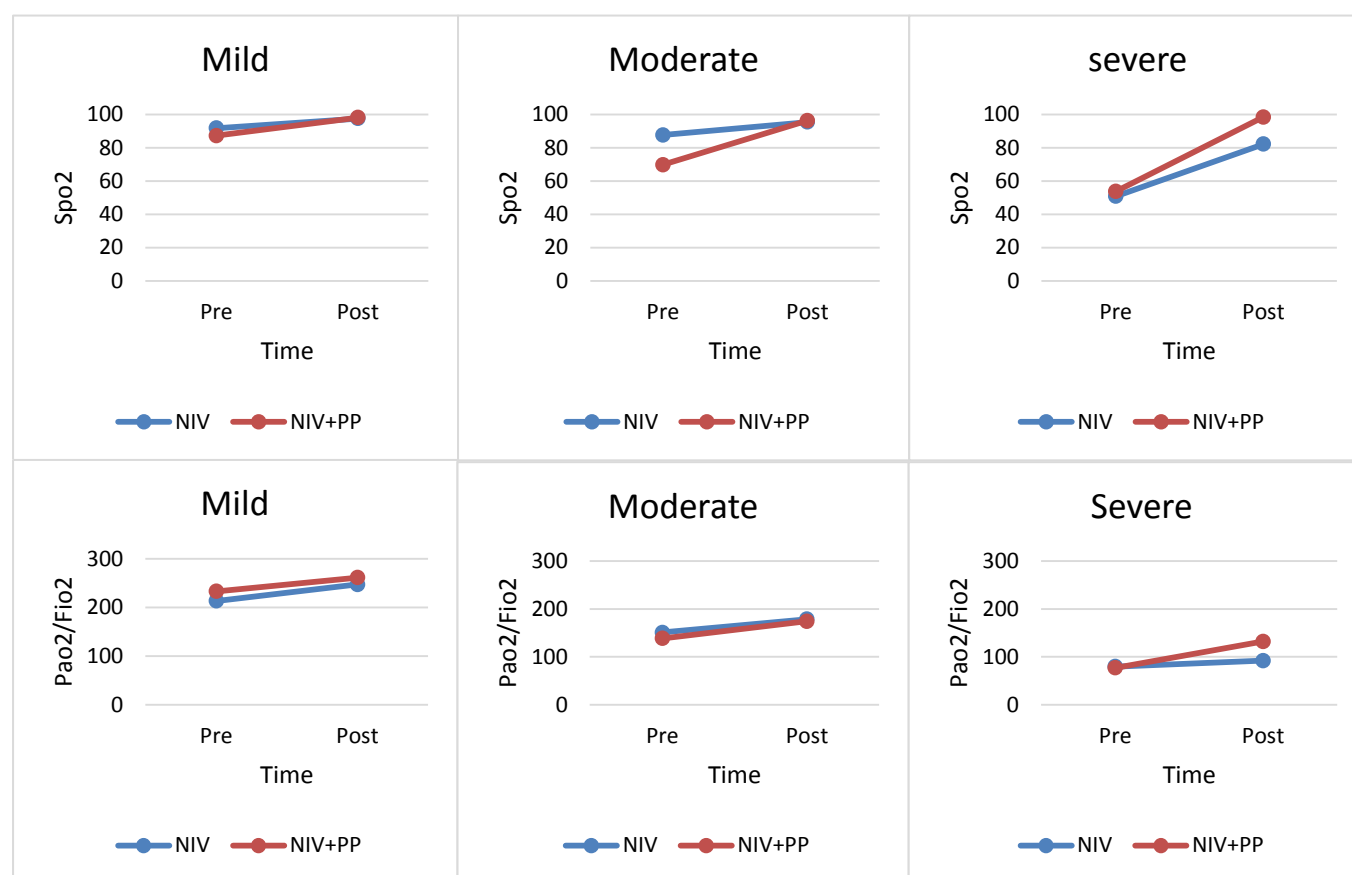 Mild
100
80
60
40
20
0
Spo2
Pre Post
Time
NIV NIV+PP
Moderate
100
80
60
40
20
0
Spo2
Pre Post
Time
NIV NIV+PP
severe
100
80
60
40
20
0
Spo2
Pre Post
Time
NIV NIV+PP
Mild
300
200
100
0
Pao2/Fio2
Pre Post
Time
NIV NIV+PP
Moderate
300
200
100
0
Pao2/Fio2
Pre Post
Time
NIV NIV+PP
Severe
300
200
100
0
Pao2/Fio2
Pre Post
Time
NIV NIV+PP